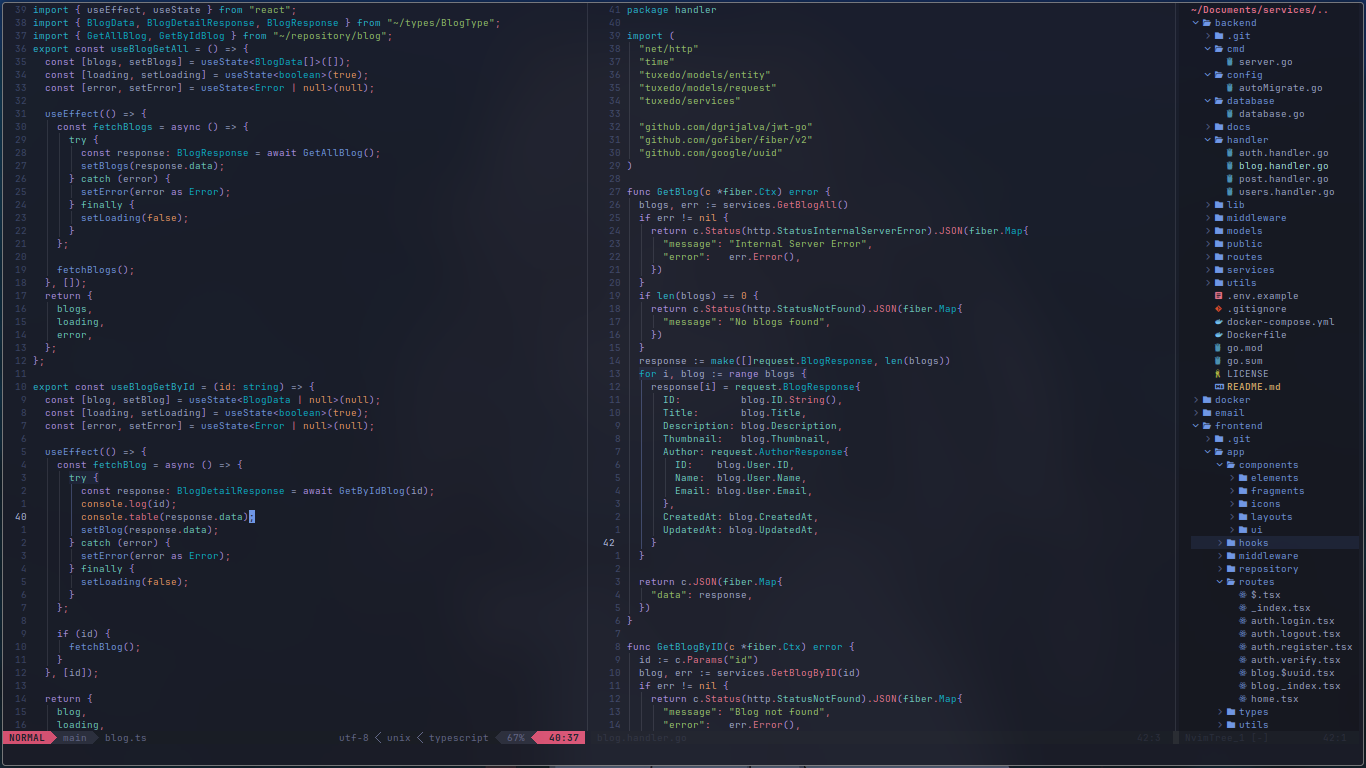 39 import { useEffect, useState } from "react";
38 import { BlogData, BlogDetailResponse, BlogResponse } from "~/types/BlogType";
37 import { GetAllBlog, GetByIdBlog } from "~/repository/blog";
36 export const useBlogGetAll = () => {
35   const [blogs, setBlogs] = useState<BlogData[]>([]);
34   const [loading, setLoading] = useState<boolean>(true);
33   const [error, setError] = useState<Error | null>(null);
32
31   useEffect(() => {
30     const fetchBlogs = async () => {
29       try {
28         const response: BlogResponse = await GetAllBlog();
27         setBlogs(response.data);
26       } catch (error) {
25         setError(error as Error);
24       } finally {
23         setLoading(false);
22       }
21     };
20
19     fetchBlogs();
18   }, []);
17   return {
16     blogs,
15     loading,
14     error,
13   };
12 };
11
10 export const useBlogGetById = (id: string) => {
9   const [blog, setBlog] = useState<BlogData | null>(null);
8   const [loading, setLoading] = useState<boolean>(true);
7   const [error, setError] = useState<Error | null>(null);
6
5   useEffect(() => {
4     const fetchBlog = async () => {
3       try {
2         const response: BlogDetailResponse = await GetByIdBlog(id);
1         console.log(id);
40         console.table(response.data);
1         setBlog(response.data);
2       } catch (error) {
3         setError(error as Error);
4       } finally {
5         setLoading(false);
6       }
7     };
8
9     if (id) {
10       fetchBlog();
11     }
12   }, [id]);
13
14   return {
15     blog,
16     loading,
NORMAL main blog.ts utf-8 < unix < typescript 67% 40:37
41 package handler
40
39 import (
38   "net/http"
37   "time"
36   "tuxedo/models/entity"
35   "tuxedo/models/request"
34   "tuxedo/services"
33
32   "github.com/dgrijalva/jwt-go"
31   "github.com/gofiber/fiber/v2"
30   "github.com/google/uuid"
29 )
28
27 func GetBlog(c *fiber.Ctx) error {
26   blogs, err := services.GetBlogAll()
25   if err != nil {
24     return c.Status(http.StatusInternalServerError).JSON(fiber.Map{
23       "message": "Internal Server Error",
22       "error":   err.Error(),
21     })
20   }
19   if len(blogs) == 0 {
18     return c.Status(http.StatusNotFound).JSON(fiber.Map{
17       "message": "No blogs found",
16     })
15   }
14   response := make([]request.BlogResponse, len(blogs))
13   for i, blog := range blogs {
12     response[i] = request.BlogResponse{
11       ID:          blog.ID.String(),
10       Title:       blog.Title,
9       Description: blog.Description,
8       Thumbnail:   blog.Thumbnail,
7       Author: request.AuthorResponse{
6         ID:    blog.User.ID,
5         Name:  blog.User.Name,
4         Email: blog.User.Email,
3       },
2       CreatedAt: blog.CreatedAt,
1       UpdatedAt: blog.UpdatedAt,
42     }
1   }
2
3   return c.JSON(fiber.Map{
4     "data": response,
5   })
6 }
7
8 func GetBlogByID(c *fiber.Ctx) error {
9   id := c.Params("id")
10   blog, err := services.GetBlogByID(id)
11   if err != nil {
12     return c.Status(http.StatusNotFound).JSON(fiber.Map{
13       "message": "Blog not found",
14       "error":   err.Error(),
blog.handler.go 42:3
~/Documents/services/..
backend
.git
cmd
server.go
config
autoMigrate.go
database
database.go
docs
handler
auth.handler.go
blog.handler.go
post.handler.go
users.handler.go
lib
middleware
models
public
routes
services
utils
.env.example
.gitignore
docker-compose.yml
Dockerfile
go.mod
go.sum
LICENSE
README.md
docker
email
frontend
.git
app
components
elements
fragments
icons
layouts
ui
hooks
middleware
repository
routes
$.tsx
_index.tsx
auth.login.tsx
auth.logout.tsx
auth.register.tsx
auth.verify.tsx
blog.$uuid.tsx
blog._index.tsx
home.tsx
types
utils
NvimTree_1 [-]